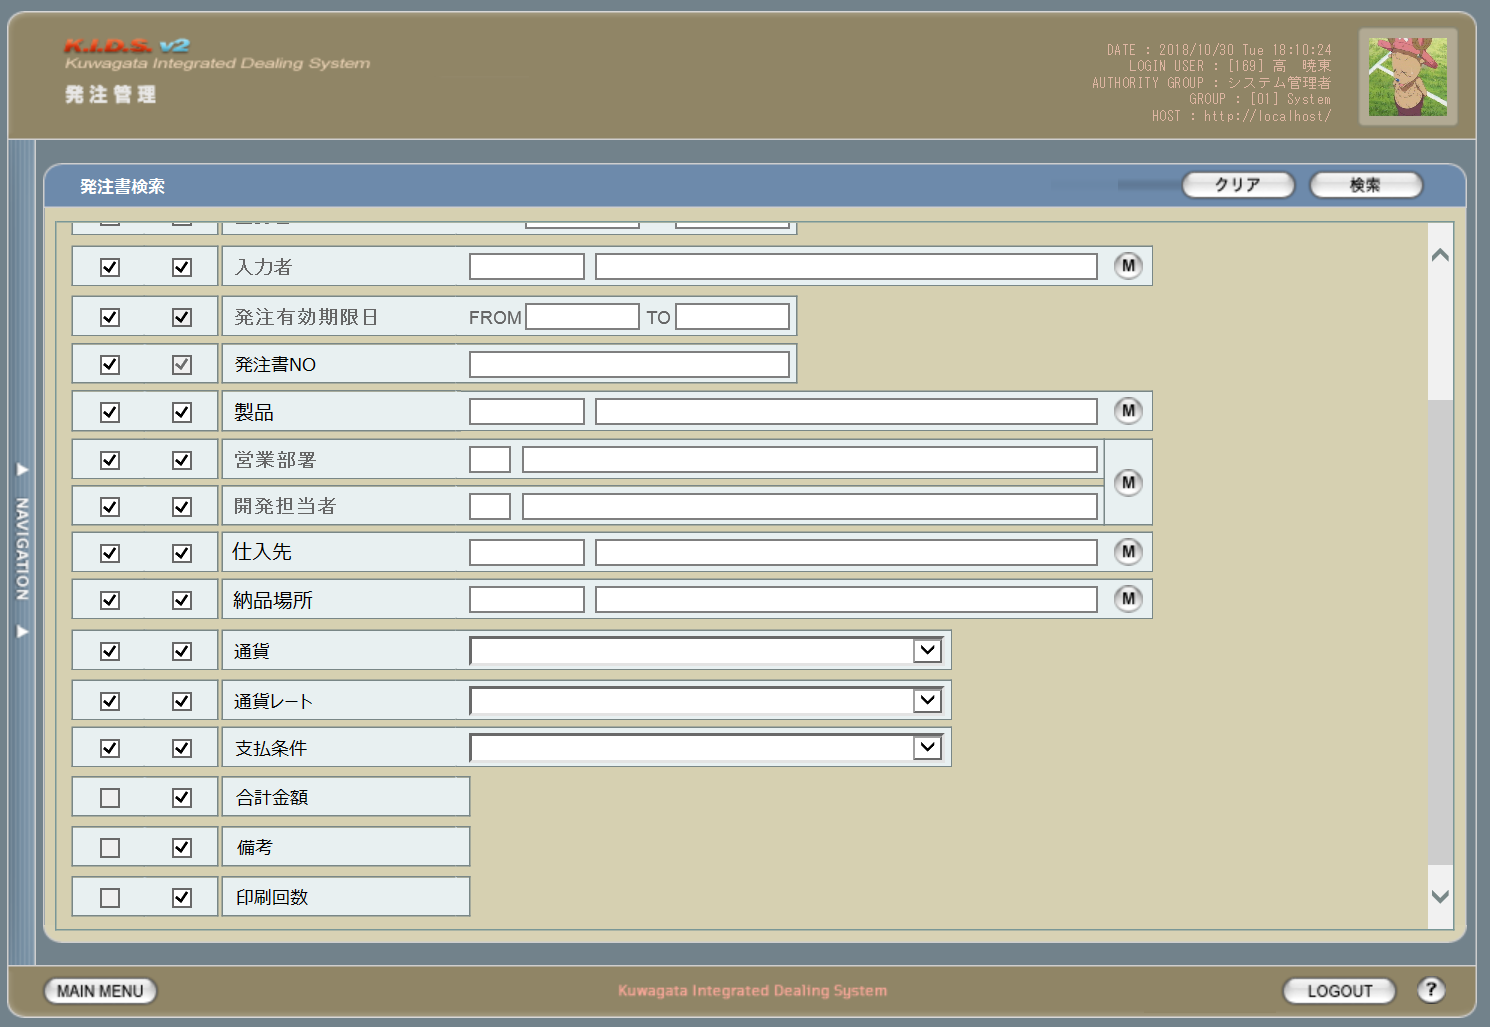 K.I.D.S. v2
Kuwagata Integrated Dealing System
発注管理
DATE : 2018/10/30 Tue 18:10:24
LOGIN USER : [169] 高　暁東
AUTHORITY GROUP : システム管理者
GROUP : [01] System
HOST : http://localhost/
発注書検索
クリア
検索
入力者
M
発注有効期限日 FROM TO
発注書NO
製品
M
営業部署
M
開発担当者
仕入先
M
納品場所
M
通貨
通貨レート
支払条件
合計金額
備考
印刷回数
NAVIGATION
MAIN MENU
Kuwagata Integrated Dealing System
LOGOUT
?